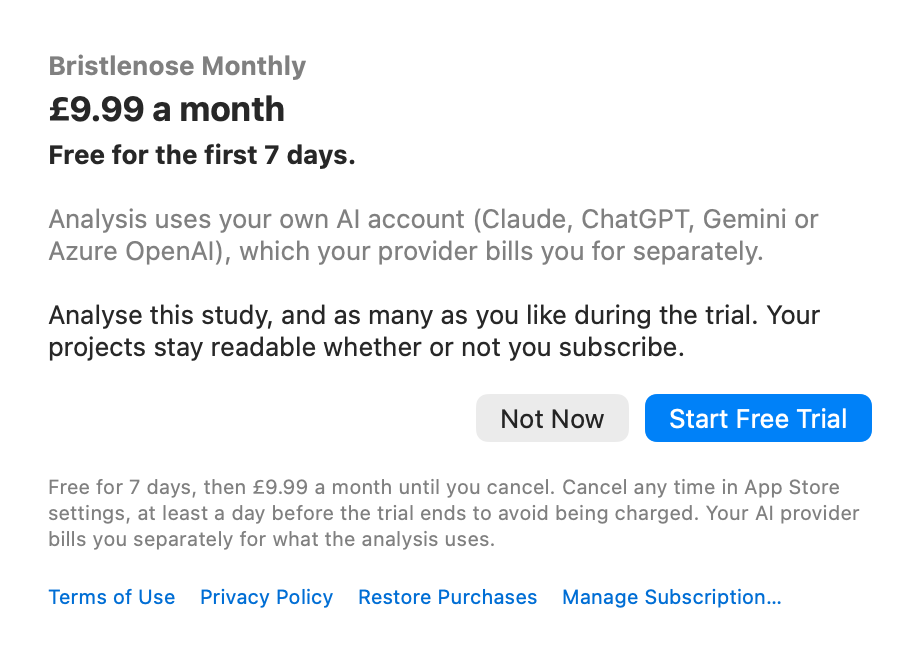 Bristlenose Monthly
£9.99 a month
Free for the first 7 days.
Analysis uses your own AI account (Claude, ChatGPT, Gemini or
Azure OpenAI), which your provider bills you for separately.
Analyse this study, and as many as you like during the trial. Your
projects stay readable whether or not you subscribe.
Not Now
Start Free Trial
Free for 7 days, then £9.99 a month until you cancel. Cancel any time in App Store
settings, at least a day before the trial ends to avoid being charged. Your AI provider
bills you separately for what the analysis uses.
Terms of Use
Privacy Policy
Restore Purchases
Manage Subscription...